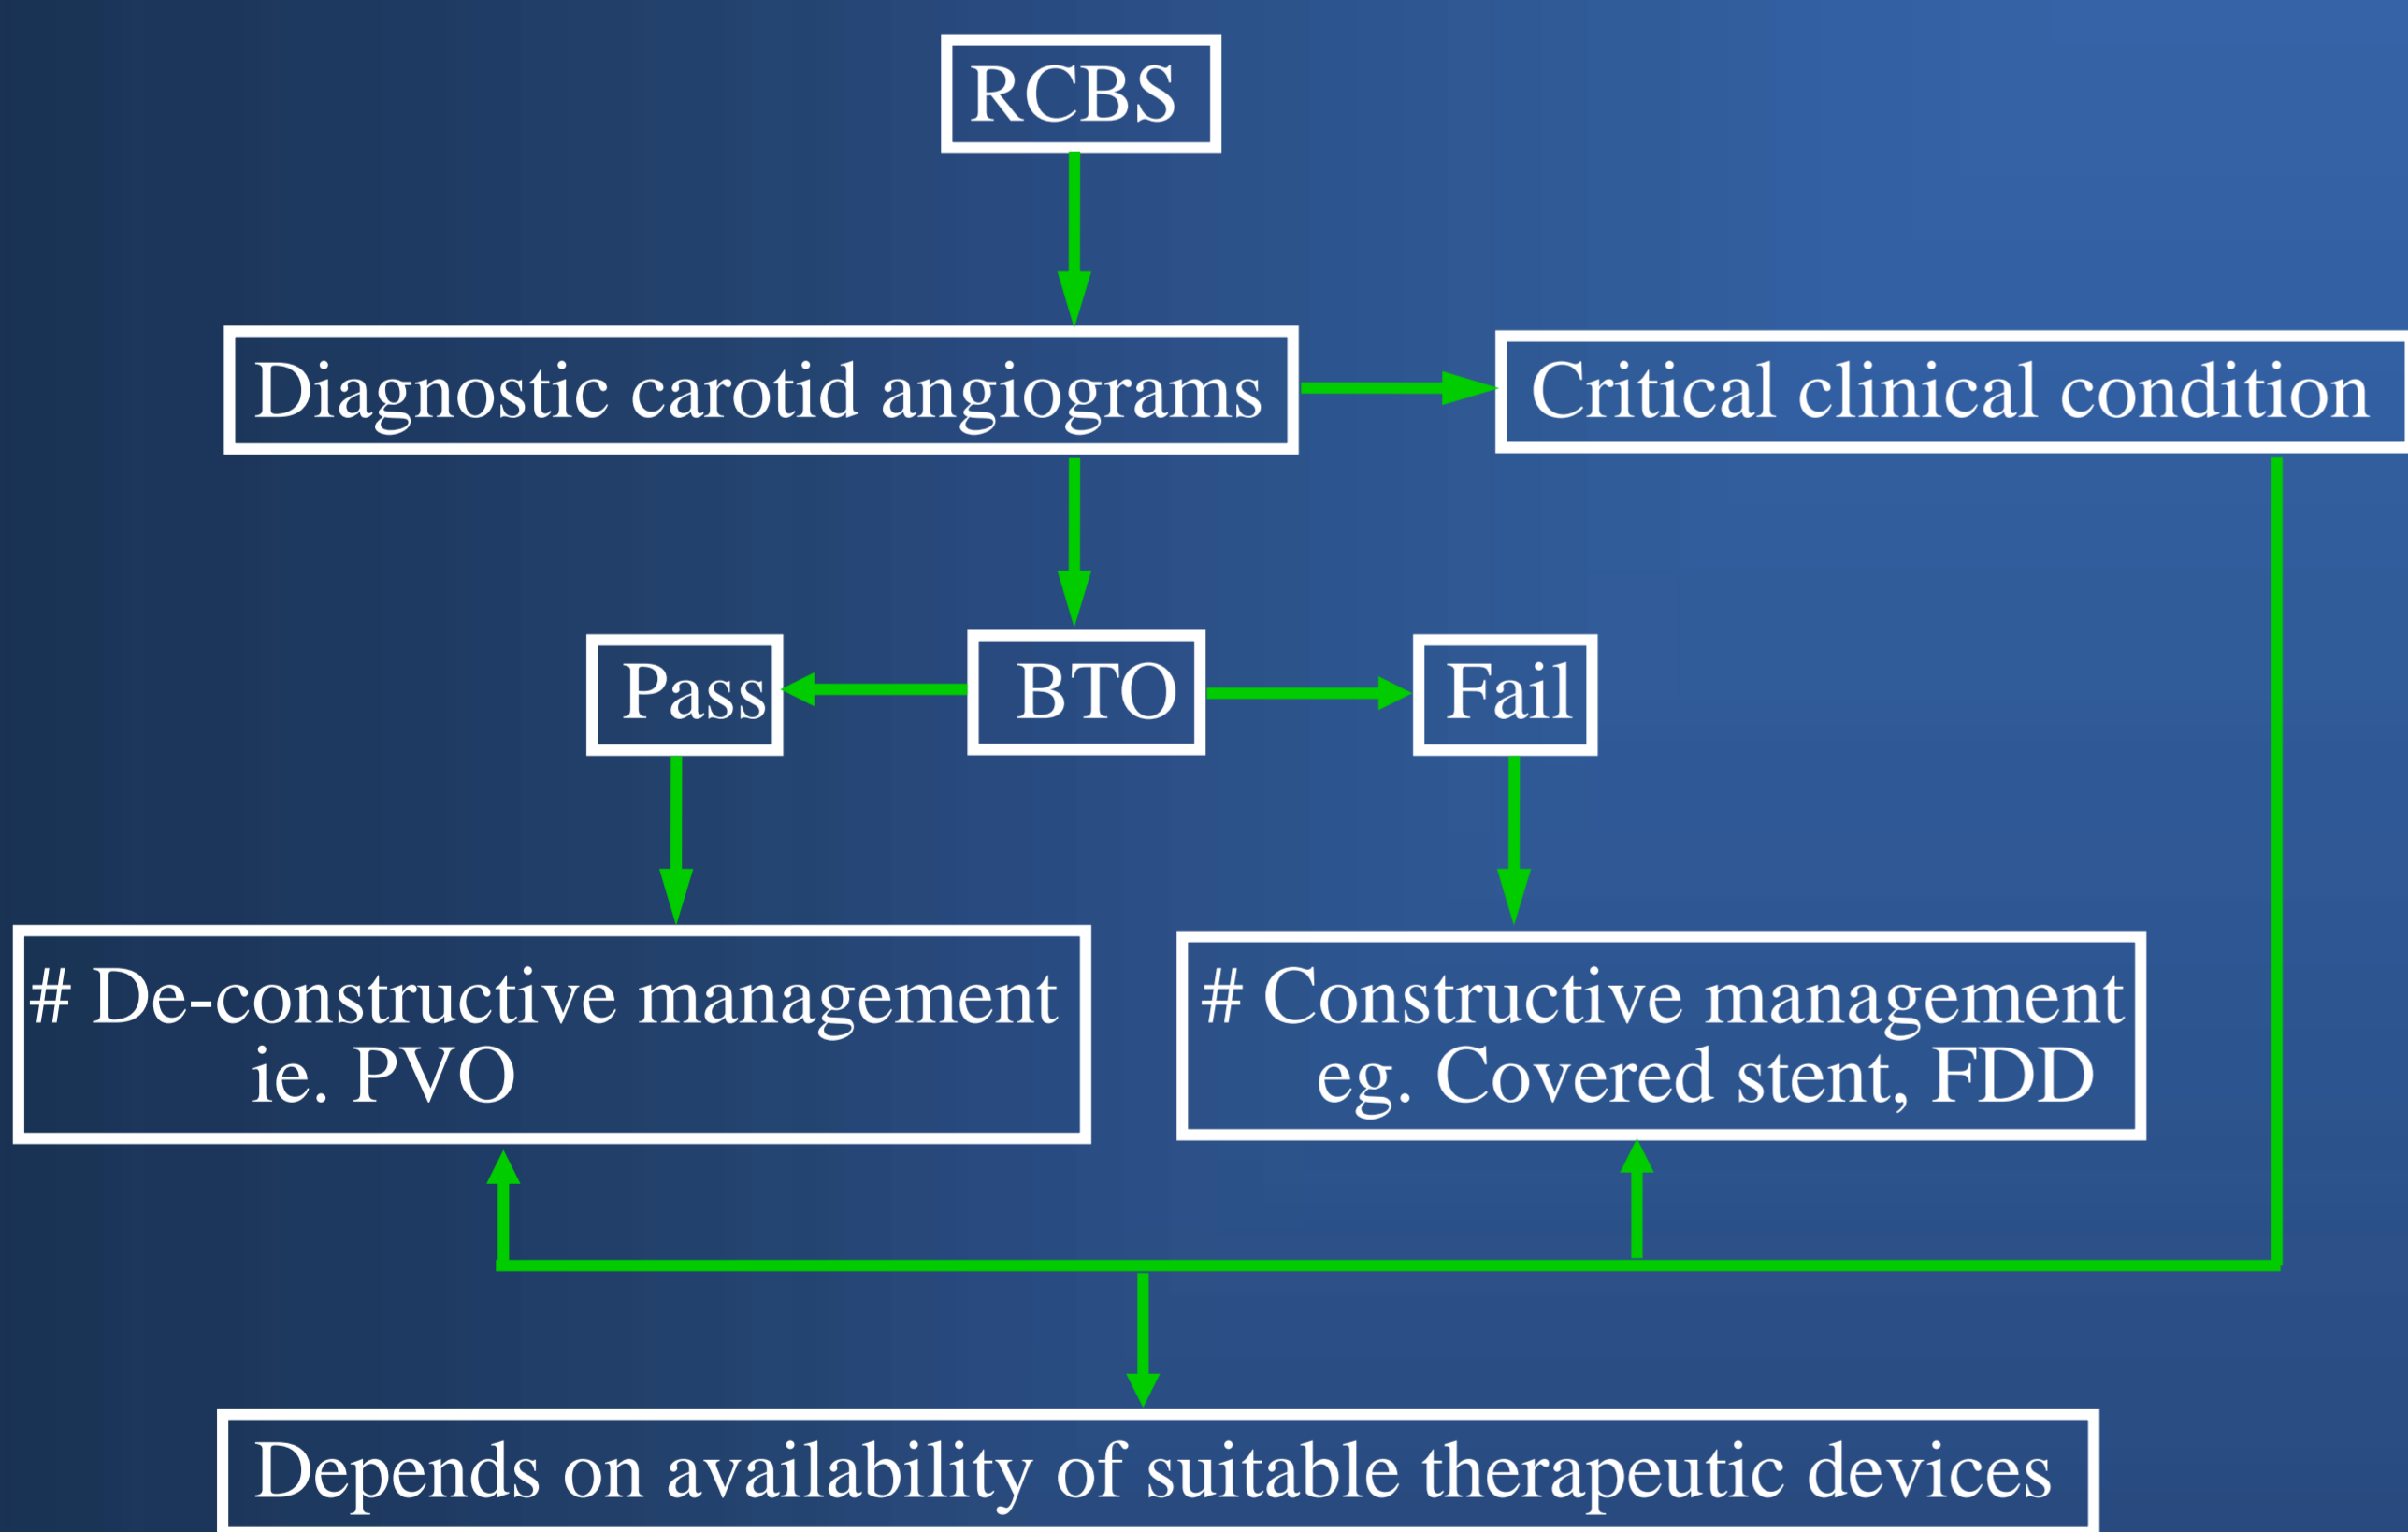 RCBS
Diagnostic carotid angiograms
Critical clinical condition
Pass
BTO
Fail
# De-constructive management
ie. PVO
# Constructive management
eg. Covered stent, FDD
Depends on availability of suitable therapeutic devices